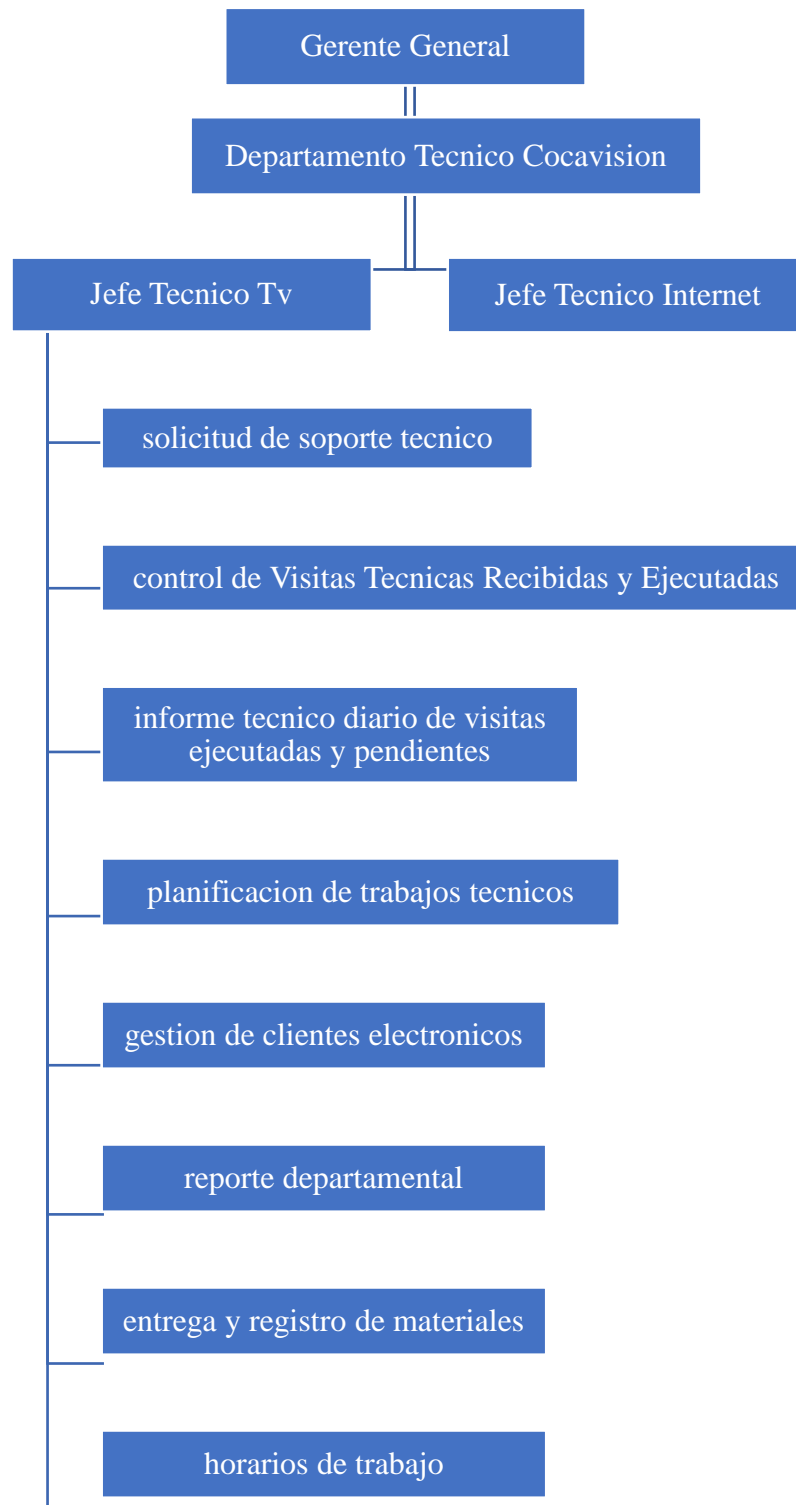 Gerente General
Departamento Tecnico Cocavision
Jefe Tecnico Tv
Jefe Tecnico Internet
solicitud de soporte tecnico
control de Visitas Tecnicas Recibidas y Ejecutadas
informe tecnico diario de visitas
ejecutadas y pendientes
planificacion de trabajos tecnicos
gestion de clientes electronicos
reporte departamental
entrega y registro de materiales
horarios de trabajo